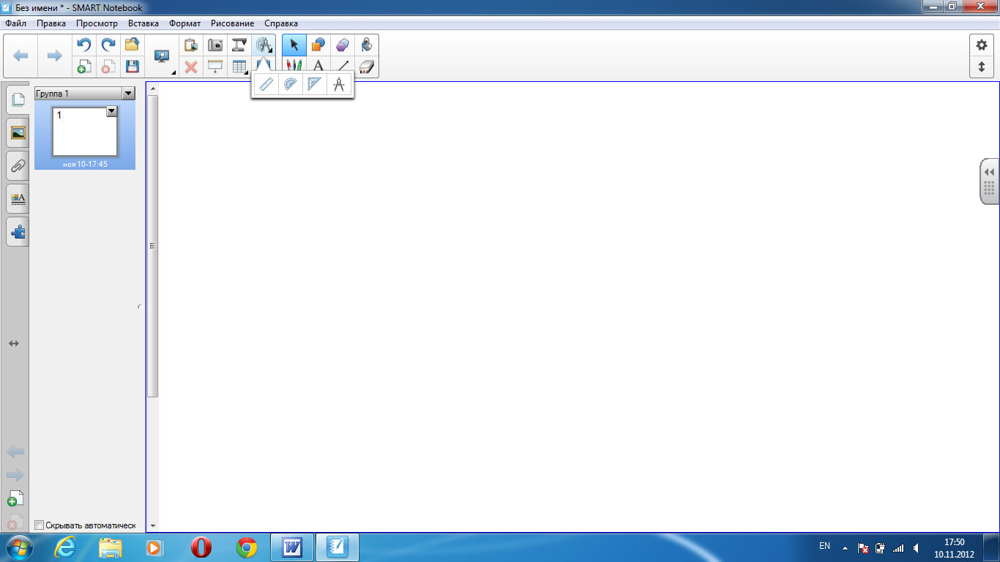 Без имени * - SMART Notebook
Файл Правка Просмотр Вставка Формат Рисование Справка
A
Группа 1
1
ноя 10-17:45
A
Скрывать автоматическ
EN
17:50
10.11.2012